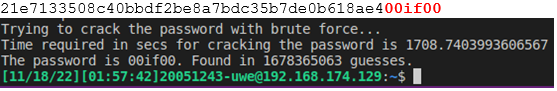 21e7133508c40bbdf2be8a7bdc35b7de0b618ae400if00
Trying to crack the password with brute force...
Time required in secs for cracking the password is 1708.7403993606567
The password is 00if00. Found in 1678365063 guesses.
[11/18/22][01:57:42]20051243-uwe@192.168.174.129:~$